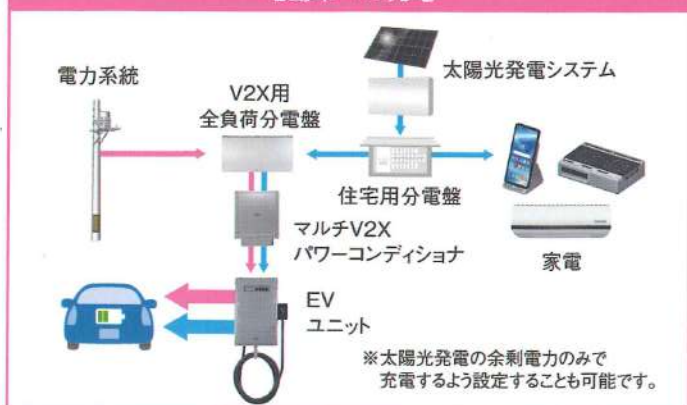 電力系統
V2X用
全負荷分電盤
太陽光発電システム
住宅用分電盤
マルチV2X
パワーコンディショナ
家電
EV
ユニット
※太陽光発電の余剰電力のみで
充電するよう設定することも可能です。